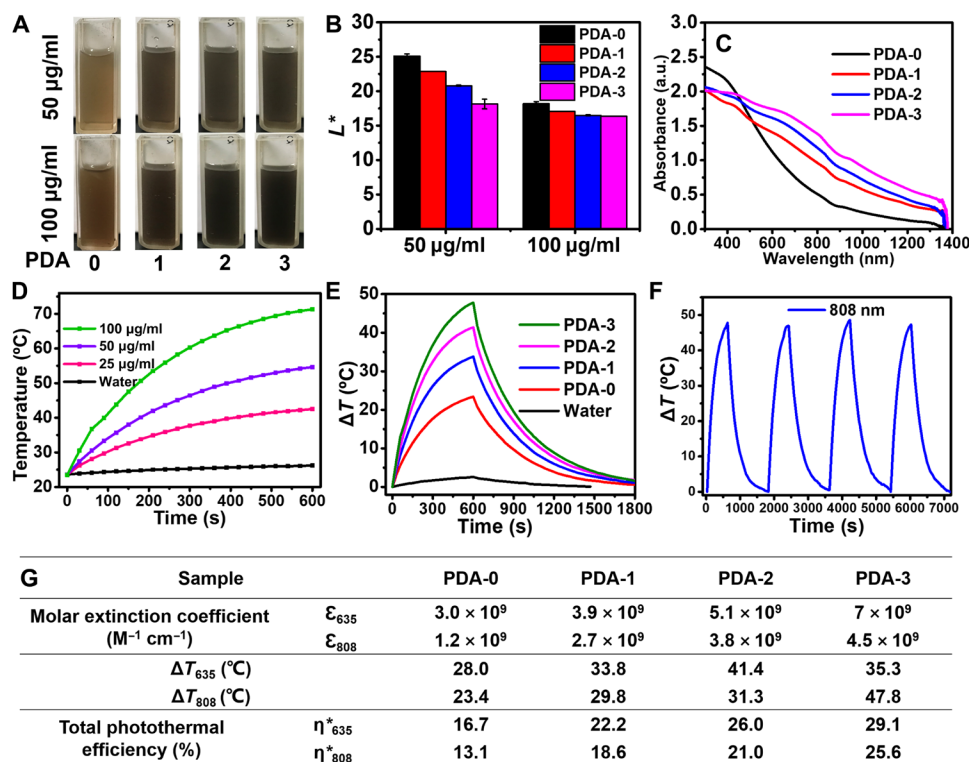 A
50 µg/ml
100 µg/ml
PDA 0 1 2 3
B
L*
40
35
30
25
20
15
10
5
0
PDA-0
PDA-1
PDA-2
PDA-3
50 µg/ml 100 µg/ml
C
Absorbance (a.u.)
3.0
2.5
2.0
1.5
1.0
0.5
0.0
PDA-0
PDA-1
PDA-2
PDA-3
400 600 800 1000 1200 1400
Wavelength (nm)
D
Temperature (ºC)
80
70
60
50
40
30
20
100 µg/ml
50 µg/ml
25 µg/ml
Water
0 100 200 300 400 500 600
Time (s)
E
ΔT (ºC)
50
40
30
20
10
0
PDA-3
PDA-2
PDA-1
PDA-0
Water
0 300 600 900 1200 1500 1800
Time (s)
F
ΔT (ºC)
50
40
30
20
10
0
808 nm
0 1000 2000 3000 4000 5000 6000 7000
Time (s)
G Sample PDA-0 PDA-1 PDA-2 PDA-3
Molar extinction coefficient
(M⁻¹ cm⁻¹)
Ɛ635 3.0 × 10⁹ 3.9 × 10⁹ 5.1 × 10⁹ 7 × 10⁹
Ɛ808 1.2 × 10⁹ 2.7 × 10⁹ 3.8 × 10⁹ 4.5 × 10⁹
ΔT635 (℃) 28.0 33.8 41.4 35.3
ΔT808 (℃) 23.4 29.8 31.3 47.8
Total photothermal
efficiency (%)
η*635 16.7 22.2 26.0 29.1
η*808 13.1 18.6 21.0 25.6